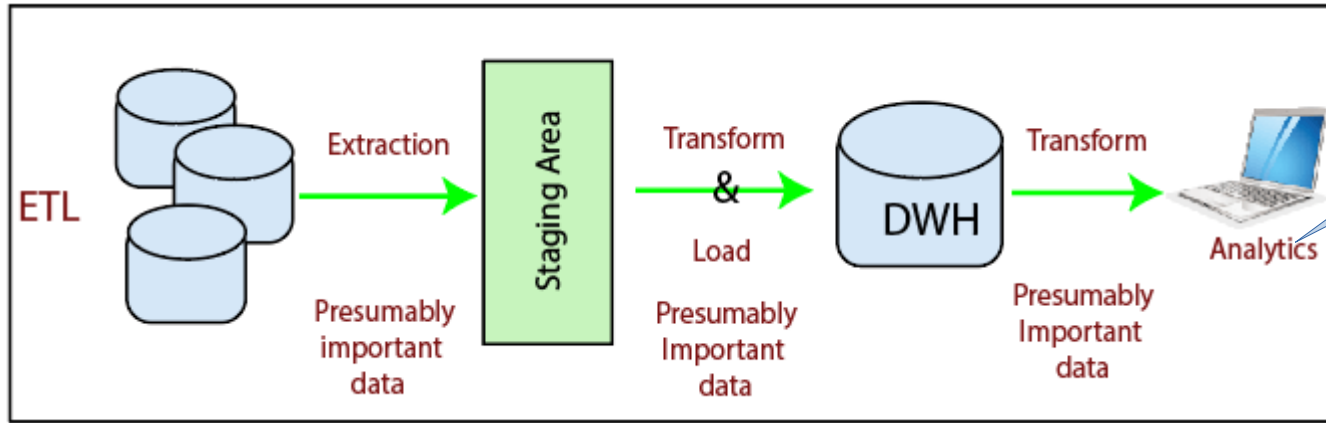 ETL
Extraction
Presumably
important
data
Staging Area
Transform
&
Load
Presumably
Important
data
DWH
Transform
Presumably
Important
data
Analytics